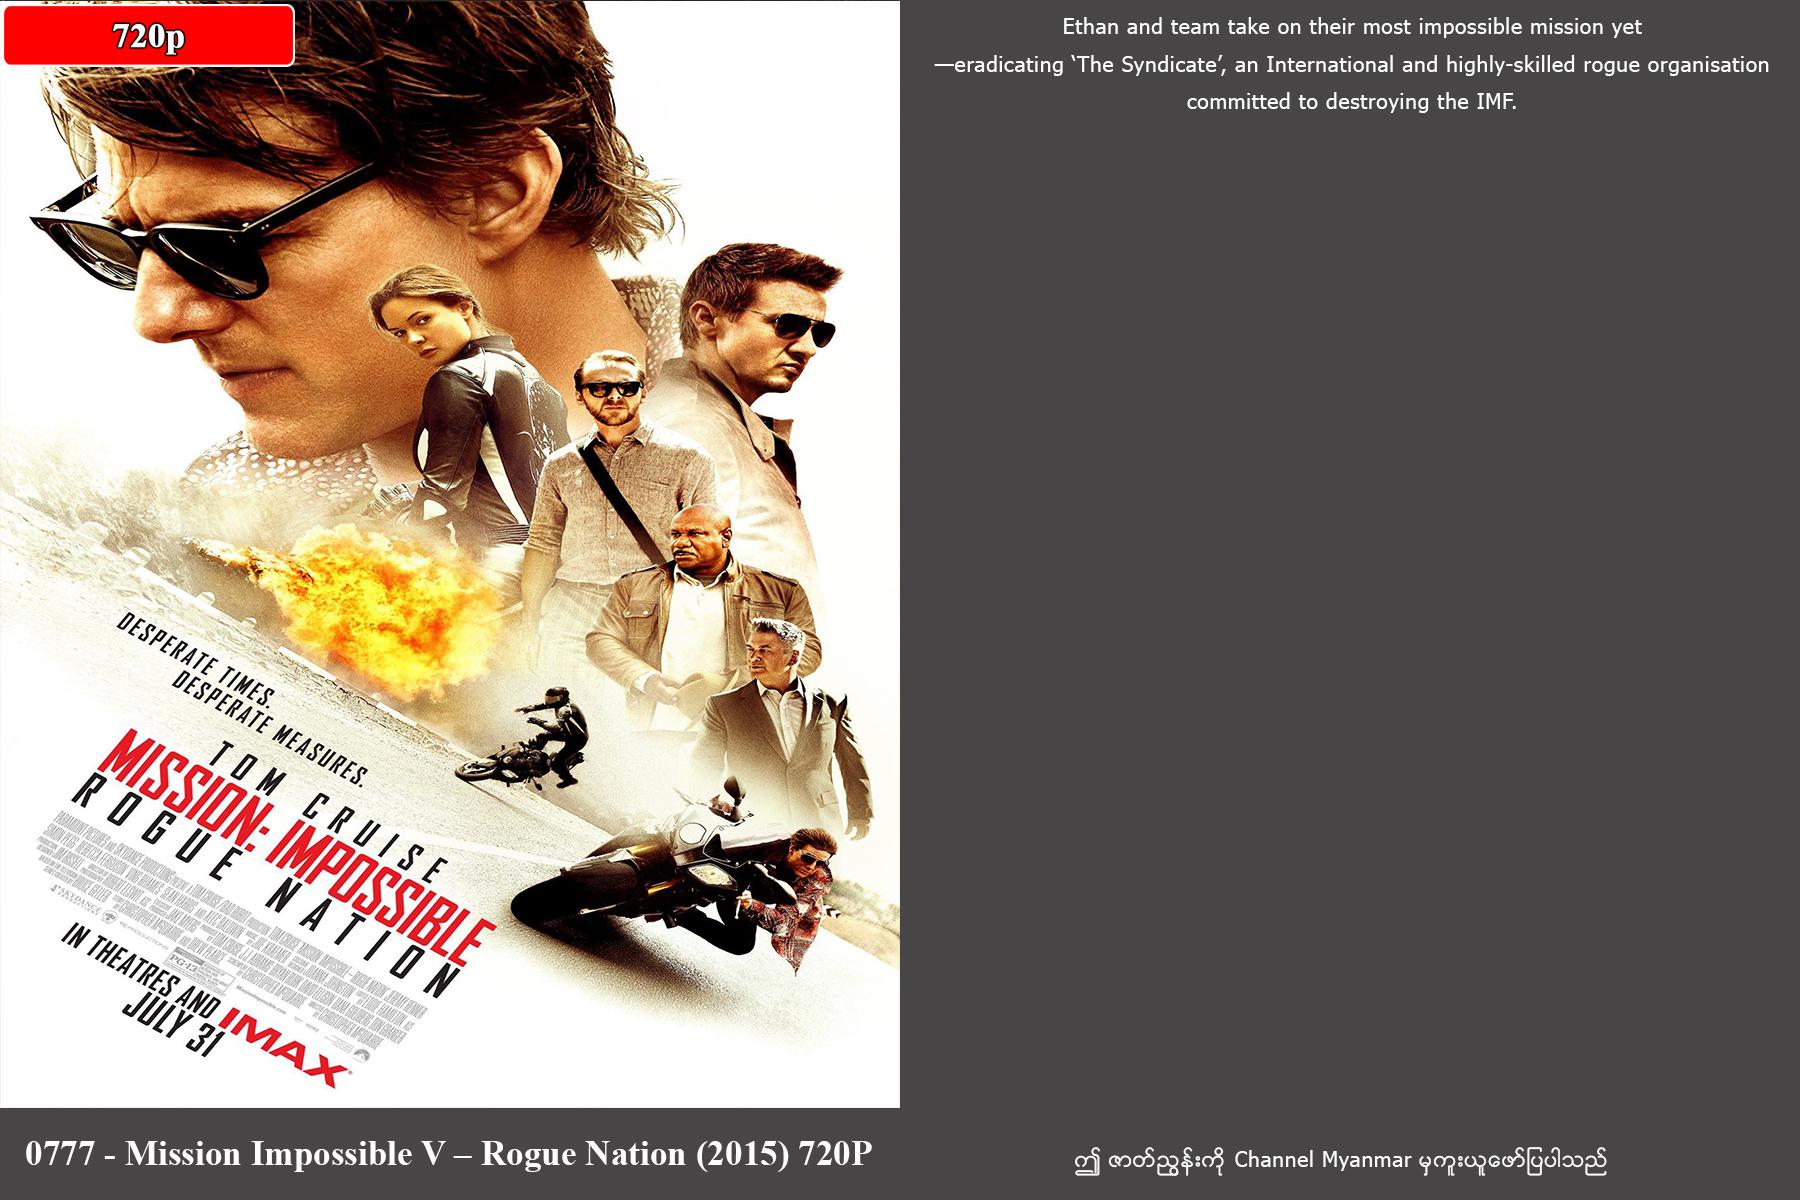 720p
Ethan and team take on their most impossible mission yet
—eradicating ‘The Syndicate’, an International and highly-skilled rogue organisation
committed to destroying the IMF.
DESPERATE TIMES.
DESPERATE MEASURES.
TOM CRUISE
MISSION: IMPOSSIBLE
ROGUE NATION
PG-13
IN THEATRES AND IMAX
JULY 31
0777 - Mission Impossible V – Rogue Nation (2015) 720P
ဤ ဇာတ်ညွှန်းကို Channel Myanmar မှကူးယူဖော်ပြပါသည်